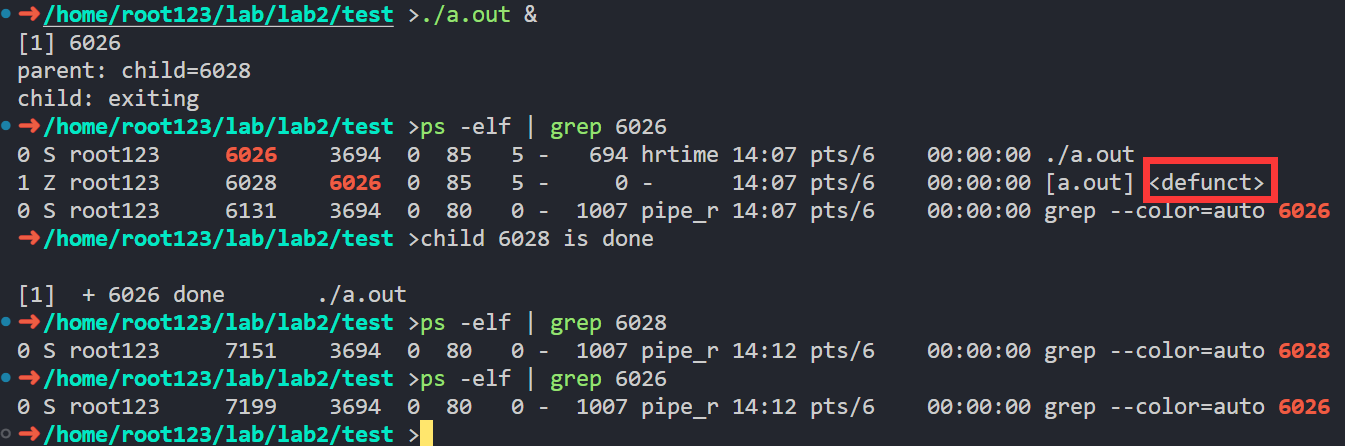 ➜/home/root123/lab/lab2/test >./a.out &
[1] 6026
parent: child=6028
child: exiting
➜/home/root123/lab/lab2/test >ps -elf | grep 6026
0 S root123     6026    3694  0  85   5 -   694 hrtime 14:07 pts/6    00:00:00 ./a.out
1 Z root123     6028    6026  0  85   5 -     0 -      14:07 pts/6    00:00:00 [a.out] <defunct>
0 S root123     6131    3694  0  80   0 -  1007 pipe_r 14:07 pts/6    00:00:00 grep --color=auto 6026
➜/home/root123/lab/lab2/test >child 6028 is done
[1]  + 6026 done       ./a.out
➜/home/root123/lab/lab2/test >ps -elf | grep 6028
0 S root123     7151    3694  0  80   0 -  1007 pipe_r 14:12 pts/6    00:00:00 grep --color=auto 6028
➜/home/root123/lab/lab2/test >ps -elf | grep 6026
0 S root123     7199    3694  0  80   0 -  1007 pipe_r 14:12 pts/6    00:00:00 grep --color=auto 6026
➜/home/root123/lab/lab2/test >